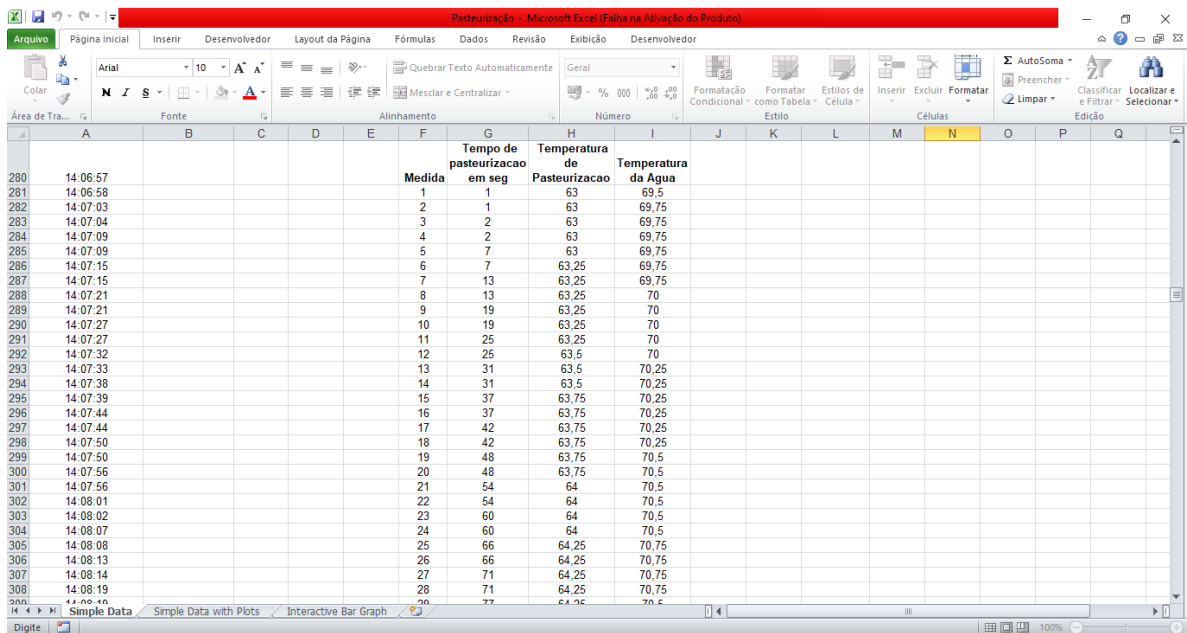 Pasteurização - Microsoft Excel (Falha na Ativação do Produto)
Arquivo Página Inicial Inserir Desenvolvedor Layout da Página Fórmulas Dados Revisão Exibição Desenvolvedor
Colar
Arial 10 A A
N I S A
Quebrar Texto Automaticamente
Mesclar e Centralizar
Geral
% 000 ,00
Formatação Condicional
Formatar como Tabela
Estilos de Célula
Inserir Excluir Formatar
Σ AutoSoma
Preencher
Limpar
Classificar e Filtrar
Localizar e Selecionar
Área de Tra... Fonte Alinhamento Número Estilo Células Edição
A B C D E F G H I J K L M N O P Q
280 14:06:57 Medida Tempo de pasteurizacao em seg Temperatura de Pasteurizacao Temperatura da Agua
281 14:06:58 1 1 63 69,5
282 14:07:03 2 1 63 69,75
283 14:07:04 3 2 63 69,75
284 14:07:09 4 2 63 69,75
285 14:07:09 5 7 63 69,75
286 14:07:15 6 7 63,25 69,75
287 14:07:15 7 13 63,25 69,75
288 14:07:21 8 13 63,25 70
289 14:07:21 9 19 63,25 70
290 14:07:27 10 19 63,25 70
291 14:07:27 11 25 63,25 70
292 14:07:32 12 25 63,5 70
293 14:07:33 13 31 63,5 70,25
294 14:07:38 14 31 63,5 70,25
295 14:07:39 15 37 63,75 70,25
296 14:07:44 16 37 63,75 70,25
297 14:07:44 17 42 63,75 70,25
298 14:07:50 18 42 63,75 70,25
299 14:07:50 19 48 63,75 70,5
300 14:07:56 20 48 63,75 70,5
301 14:07:56 21 54 64 70,5
302 14:08:01 22 54 64 70,5
303 14:08:02 23 60 64 70,5
304 14:08:07 24 60 64 70,5
305 14:08:08 25 66 64,25 70,75
306 14:08:13 26 66 64,25 70,75
307 14:08:14 27 71 64,25 70,75
308 14:08:19 28 71 64,25 70,75
Simple Data Simple Data with Plots Interactive Bar Graph
Digite 100%